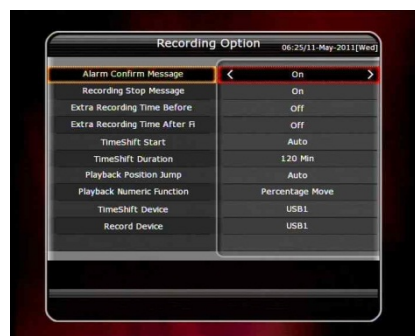 Recording Option 06:25/11-May-2011[Wed]
Alarm Confirm Message On
Recording Stop Message On
Extra Recording Time Before Off
Extra Recording Time After Fi Off
TimeShift Start Auto
TimeShift Duration 120 Min
Playback Position Jump Auto
Playback Numeric Function Percentage Move
TimeShift Device USB1
Record Device USB1